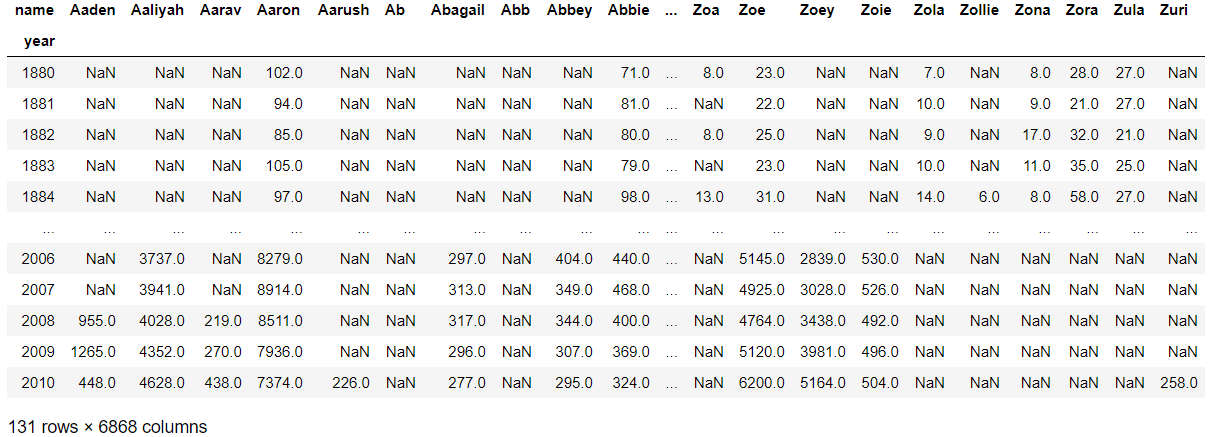 name Aaden Aaliyah Aarav Aaron Aarush Ab Abagail Abb Abbey Abbie ... Zoa Zoe Zoey Zoie Zola Zollie Zona Zora Zula Zuri
year
1880 NaN NaN NaN 102.0 NaN NaN NaN NaN NaN 71.0 ... 8.0 23.0 NaN NaN 7.0 NaN 8.0 28.0 27.0 NaN
1881 NaN NaN NaN 94.0 NaN NaN NaN NaN NaN 81.0 ... NaN 22.0 NaN NaN 10.0 NaN 9.0 21.0 27.0 NaN
1882 NaN NaN NaN 85.0 NaN NaN NaN NaN NaN 80.0 ... 8.0 25.0 NaN NaN 9.0 NaN 17.0 32.0 21.0 NaN
1883 NaN NaN NaN 105.0 NaN NaN NaN NaN NaN 79.0 ... NaN 23.0 NaN NaN 10.0 NaN 11.0 35.0 25.0 NaN
1884 NaN NaN NaN 97.0 NaN NaN NaN NaN NaN 98.0 ... 13.0 31.0 NaN NaN 14.0 6.0 8.0 58.0 27.0 NaN
... ... ... ... ... ... ... ... ... ... ... ... ... ... ... ... ... ... ... ... ... ...
2006 NaN 3737.0 NaN 8279.0 NaN NaN 297.0 NaN 404.0 440.0 ... NaN 5145.0 2839.0 530.0 NaN NaN NaN NaN NaN NaN
2007 NaN 3941.0 NaN 8914.0 NaN NaN 313.0 NaN 349.0 468.0 ... NaN 4925.0 3028.0 526.0 NaN NaN NaN NaN NaN NaN
2008 955.0 4028.0 219.0 8511.0 NaN NaN 317.0 NaN 344.0 400.0 ... NaN 4764.0 3438.0 492.0 NaN NaN NaN NaN NaN NaN
2009 1265.0 4352.0 270.0 7936.0 NaN NaN 296.0 NaN 307.0 369.0 ... NaN 5120.0 3981.0 496.0 NaN NaN NaN NaN NaN NaN
2010 448.0 4628.0 438.0 7374.0 226.0 NaN 277.0 NaN 295.0 324.0 ... NaN 6200.0 5164.0 504.0 NaN NaN NaN NaN NaN 258.0
131 rows × 6868 columns